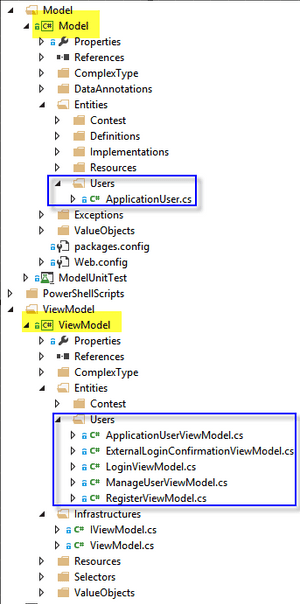 Model
C# Model
Properties
References
ComplexType
DataAnnotations
Entities
Contest
Definitions
Implementations
Resources
Users
C# ApplicationUser.cs
Exceptions
ValueObjects
packages.config
Web.config
ModelUnitTest
PowerShellScripts
ViewModel
C# ViewModel
Properties
References
ComplexType
Entities
Contest
Users
C# ApplicationUserViewModel.cs
C# ExternalLoginConfirmationViewModel.cs
C# LoginViewModel.cs
C# ManageUserViewModel.cs
C# RegisterViewModel.cs
Infrastructures
C# IViewModel.cs
C# ViewModel.cs
Resources
Selectors
ValueObjects